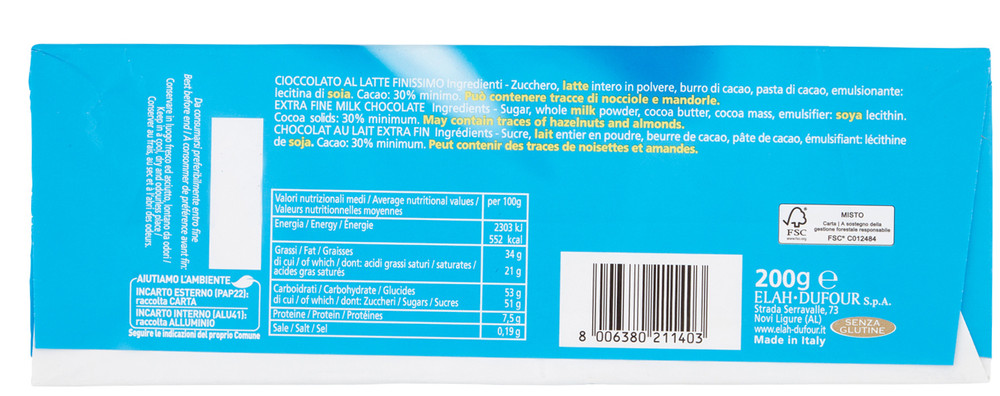 CIOCCOLATO AL LATTE FINISSIMO Ingredienti - Zucchero, latte intero in polvere, burro di cacao, pasta di cacao, emulsionante:
lecitina di soia. Cacao: 30% minimo. Può contenere tracce di nocciole e mandorle.
EXTRA FINE MILK CHOCOLATE Ingredients - Sugar, whole milk powder, cocoa butter, cocoa mass, emulsifier: soya lecithin.
Cocoa solids: 30% minimum. May contain traces of hazelnuts and almonds.
CHOCOLAT AU LAIT EXTRA FIN Ingrédients - Sucre, lait entier en poudre, beurre de cacao, pâte de cacao, émulsifiant: lécithine
de soja. Cacao: 30% minimum. Peut contenir des traces de noisettes et amandes.
Da consumarsi preferibilmente entro fine
Best before end / A consommer de préférence avant fin:
Conservare in luogo fresco ed asciutto, lontano da odori /
Keep in a cool, dry and odourless place /
Conserver au frais, au sec et à l'abri des odeurs.
AIUTIAMO L'AMBIENTE
INCARTO ESTERNO (PAP22):
raccolta CARTA
INCARTO INTERNO (ALU41):
raccolta ALLUMINIO
Seguire le indicazioni del proprio Comune
Valori nutrizionali medi / Average nutritional values / per 100g
Valeurs nutritionnelles moyennes
Energia / Energy / Énergie 2303 kJ
552 kcal
Grassi / Fat / Graisses 34 g
di cui / of which / dont: acidi grassi saturi / saturates / 21 g
acides gras saturés
Carboidrati / Carbohydrate / Glucides 53 g
di cui / of which / dont: Zuccheri / Sugars / Sucres 51 g
Proteine / Protein / Protéines 7,5 g
Sale / Salt / Sel 0,19 g
8 006380 211403
FSC
www.fsc.org
MISTO
Carta | A sostegno della
gestione forestale responsabile
FSC® C012484
200g e
ELAH·DUFOUR S.p.A.
Strada Serravalle, 73
Novi Ligure (AL)
www.elah-dufour.it
Made in Italy
SENZA
GLUTINE